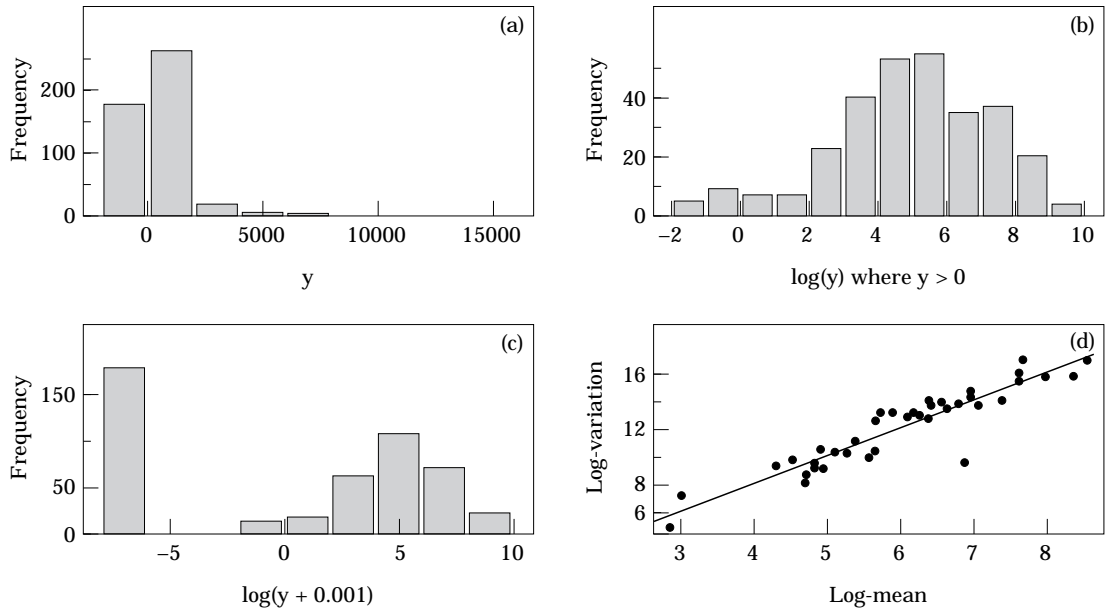 (a)
Frequency
200
100
0
0 5000 10000 15000
y
(b)
Frequency
40
20
0
−2 0 2 4 6 8 10
log(y) where y > 0
(c)
Frequency
150
50
0
−5 0 5 10
log(y + 0.001)
(d)
Log-variation
16
12
8
6
3 4 5 6 7 8
Log-mean